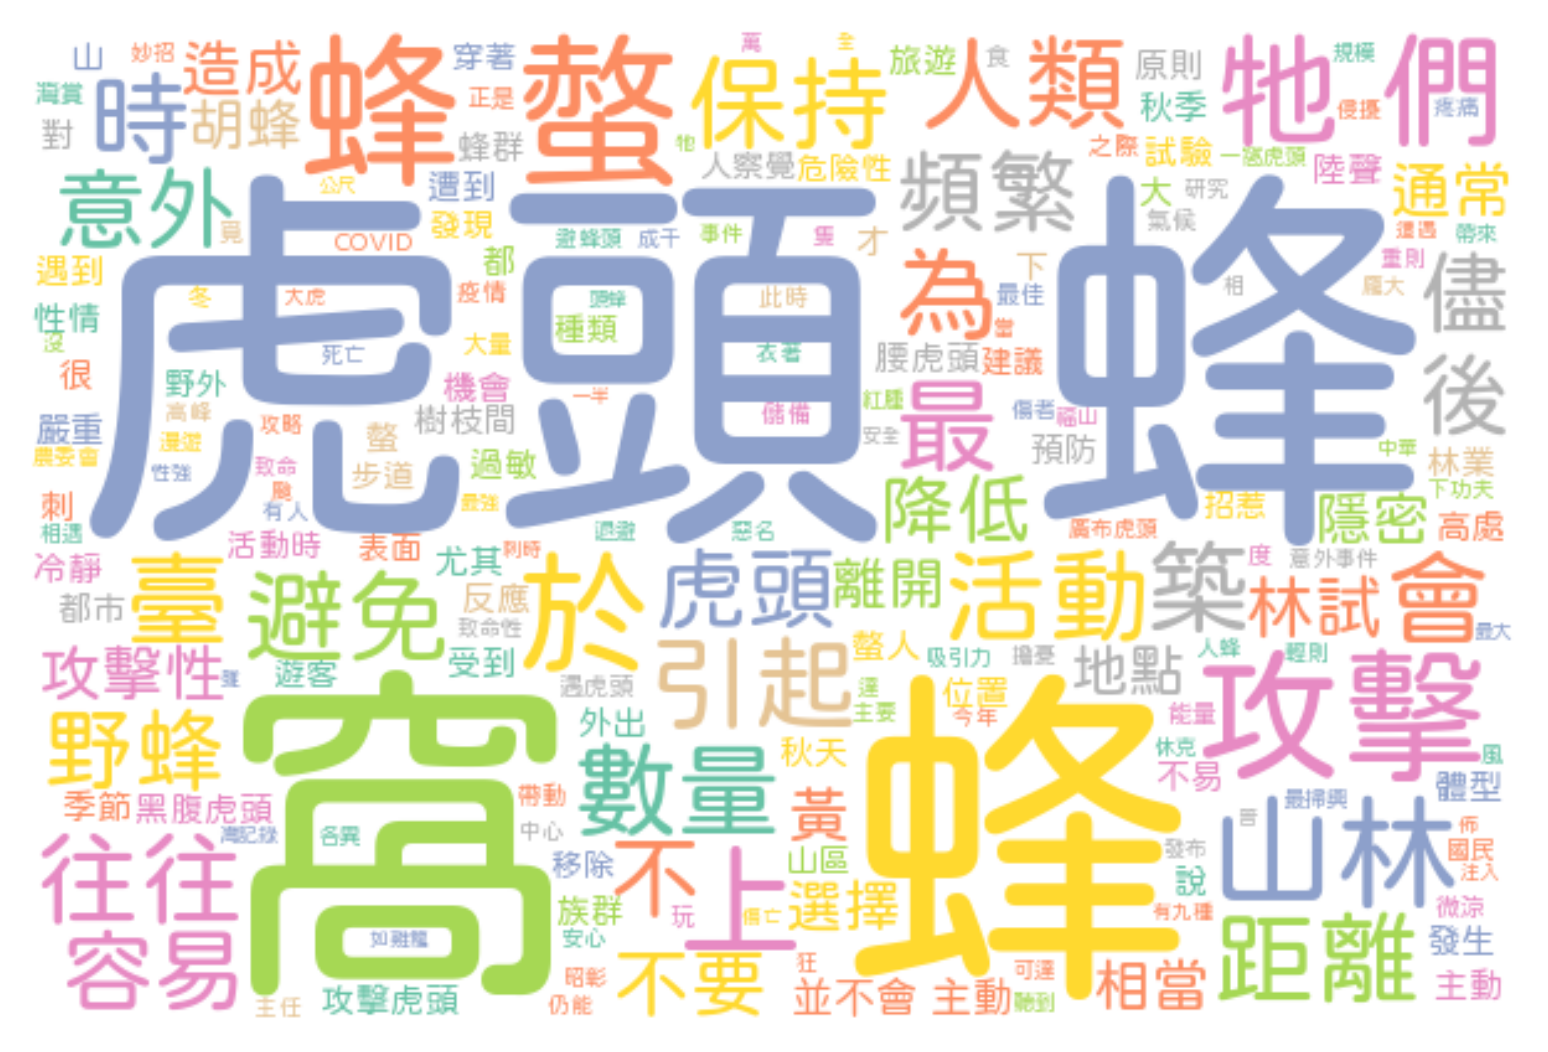 山 妙招 造成 蜂 穿著 螫 萬 保持 全 旅遊 人類 食 原則 牠們 規模
灣賞 時 胡蜂 正是 秋季 侵擾 疼痛
對 蜂群 牠 人察覺 危險性 頻繁 之際 試驗 一窩虎頭 陸聲 通常
意外 公尺 遭到 大 研究
覓 COVID 發現 避蜂頭 成千 事件 隻 才 氣候 遭遇 帶來
遇到 虎頭蜂 都 為 下 重則 儘
性情 冬 大虎 疫情 頭蜂 此時 最佳 相 龐大
沒 死亡 大量 種類 衣著 當
很 野外 機會 一半 腰虎頭 建議 後
嚴重 高峰 攻略 螫 樹枝間 儲備 紅腫 最 傷者 福山
農委會 漫遊 安全 預防 中華
性強 致命 步道 過敏 林業
刺 颱 有人 最強 降低 招惹 隱密 下功夫 高處
相遇 活動時 表面 退避 惡名 廣布虎頭
冷靜 臺 避免 尤其 刺時 於 虎頭 離開 活動 築 度 意外事件 林試 會
都市 反應 致命性 最大
攻擊性 遊客 受到 引起 螫人 吸引力 擔憂 地點 人蜂 輕則 攻擊
窩 遇虎頭 蜂 達 主要 位置 今年 能量
野蜂 外出 數量 秋天 休克 不易 風
季節 黑腹虎頭 帶動 黃 體型
往往 灣記錄 各異 中心 移除 不 上 山區 發布 最掃興 山林 佈
國民 說 注入
容易 如雞籠 族群 玩 傷亡 選擇 有九種 距離 微涼
安心 發生
主任 攻擊虎頭 昭彰 仍能 不要 狂 並不會 主動 可達 聽到 相當 主動